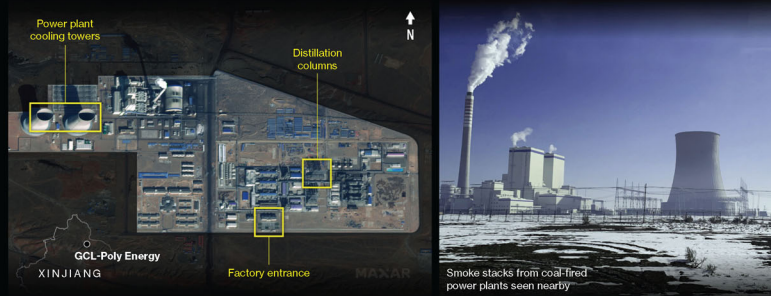 Power plant
cooling towers
N
Distillation
columns
GCL-Poly Energy
XINJIANG
Factory entrance
MAXAR
Smoke stacks from coal-fired
power plants seen nearby